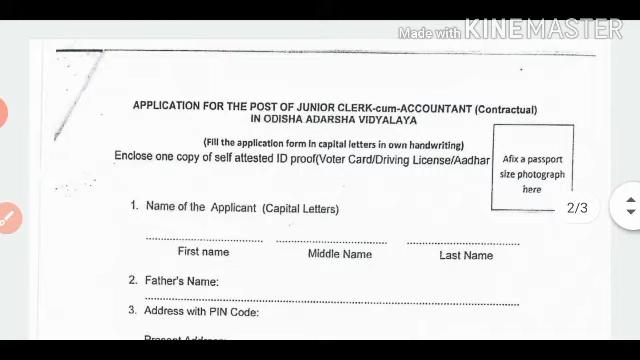 Made with KINEMASTER
APPLICATION FOR THE POST OF JUNIOR CLERK-cum-ACCOUNTANT (Contractual)
IN ODISHA ADARSHA VIDYALAYA
(Fill the application form in capital letters in own handwriting)
Enclose one copy of self attested ID proof(Voter Card/Driving License/Aadhar
Afix a passport
size photograph
here
2/3
1. Name of the Applicant (Capital Letters)
First name Middle Name Last Name
2. Father's Name:
3. Address with PIN Code:
Present Address: